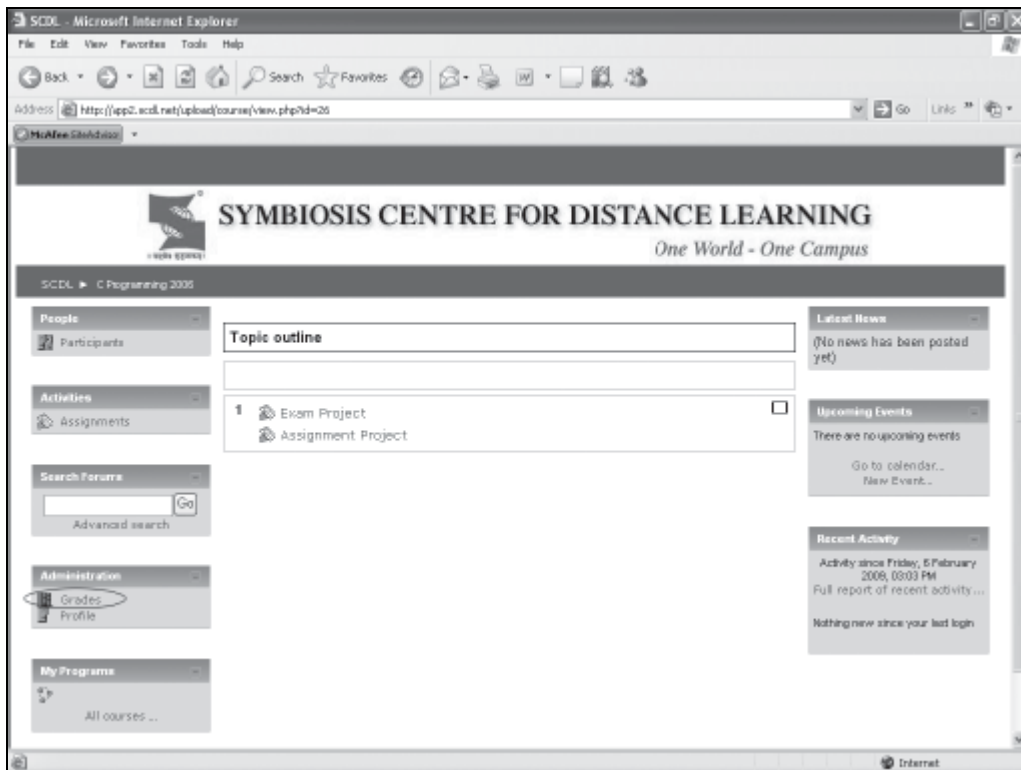 SCDL - Microsoft Internet Explorer
File Edit View Favorites Tools Help
Back Search Favorites
Address http://app2.scdl.net/upload/course/view.php?id=26 Go Links »
McAfee SiteAdvisor
SYMBIOSIS CENTRE FOR DISTANCE LEARNING
One World - One Campus
SCDL ► C Programming 2006
People
Participants
Activities
Assignments
Search Forums
Go
Advanced search
Administration
Grades
Profile
My Programs
All courses ...
Topic outline
1 Exam Project
Assignment Project
Latest News
(No news has been posted
yet)
Upcoming Events
There are no upcoming events
Go to calendar...
New Event...
Recent Activity
Activity since Friday, 6 February
2009, 03:03 PM
Full report of recent activity...
Nothing new since your last login
Internet